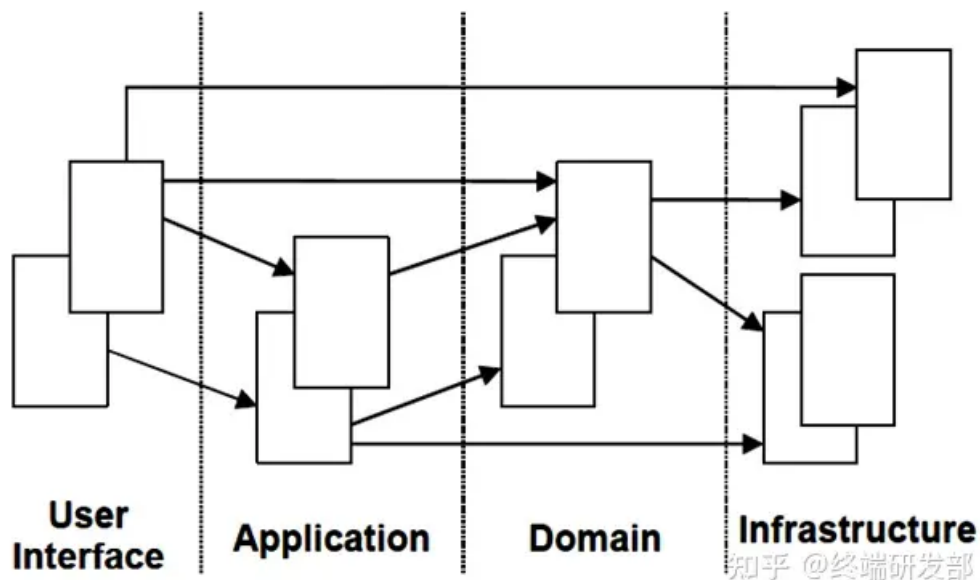 User
Interface
Application
Domain
Infrastructure
知乎 @终端研发部